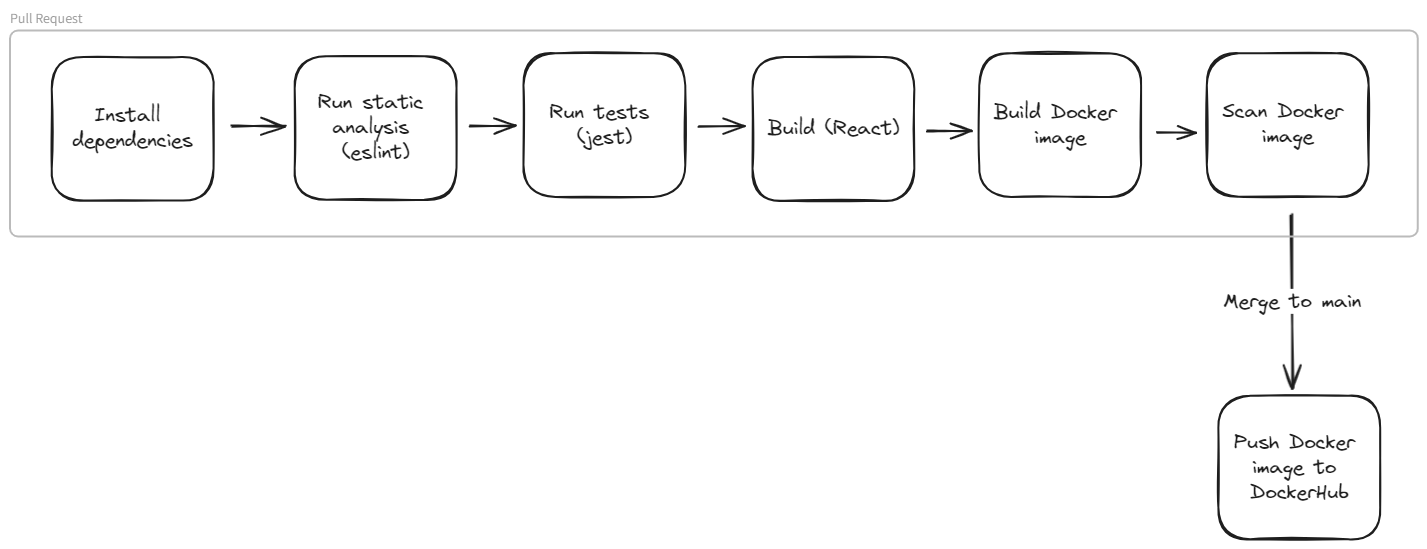 Pull Request
Install
dependencies
Run static
analysis
(eslint)
Run tests
(jest)
Build (React)
Build Docker
image
Scan Docker
image
Merge to main
Push Docker
image to
DockerHub